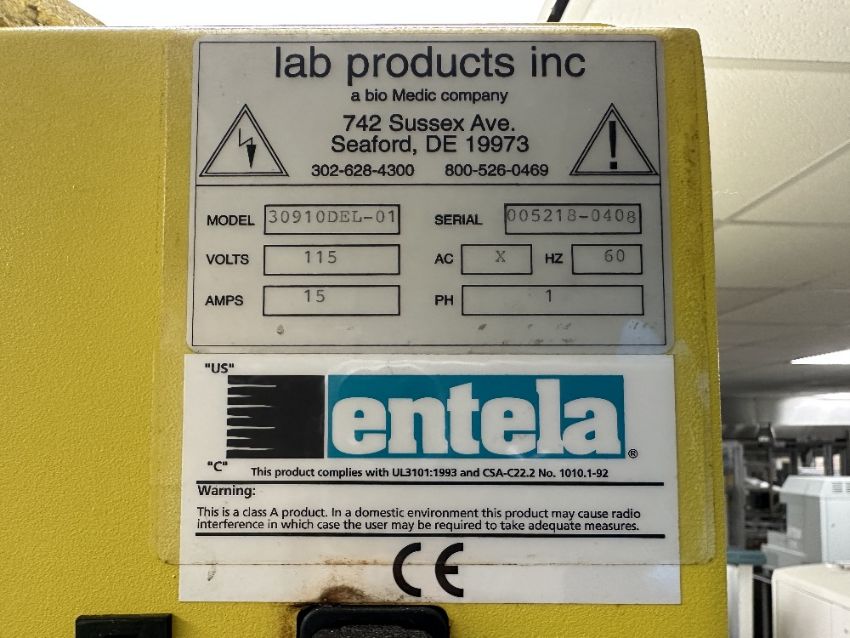 lab products inc
a bio Medic company
742 Sussex Ave.
Seaford, DE 19973
302-628-4300 800-526-0469
MODEL 30910DEL-01 SERIAL 005218-0408
VOLTS 115 AC X HZ 60
AMPS 15 PH 1
"US"
entela®
"C"
This product complies with UL3101:1993 and CSA-C22.2 No. 1010.1-92
Warning:
This is a class A product. In a domestic environment this product may cause radio
interference in which case the user may be required to take adequate measures.
CE